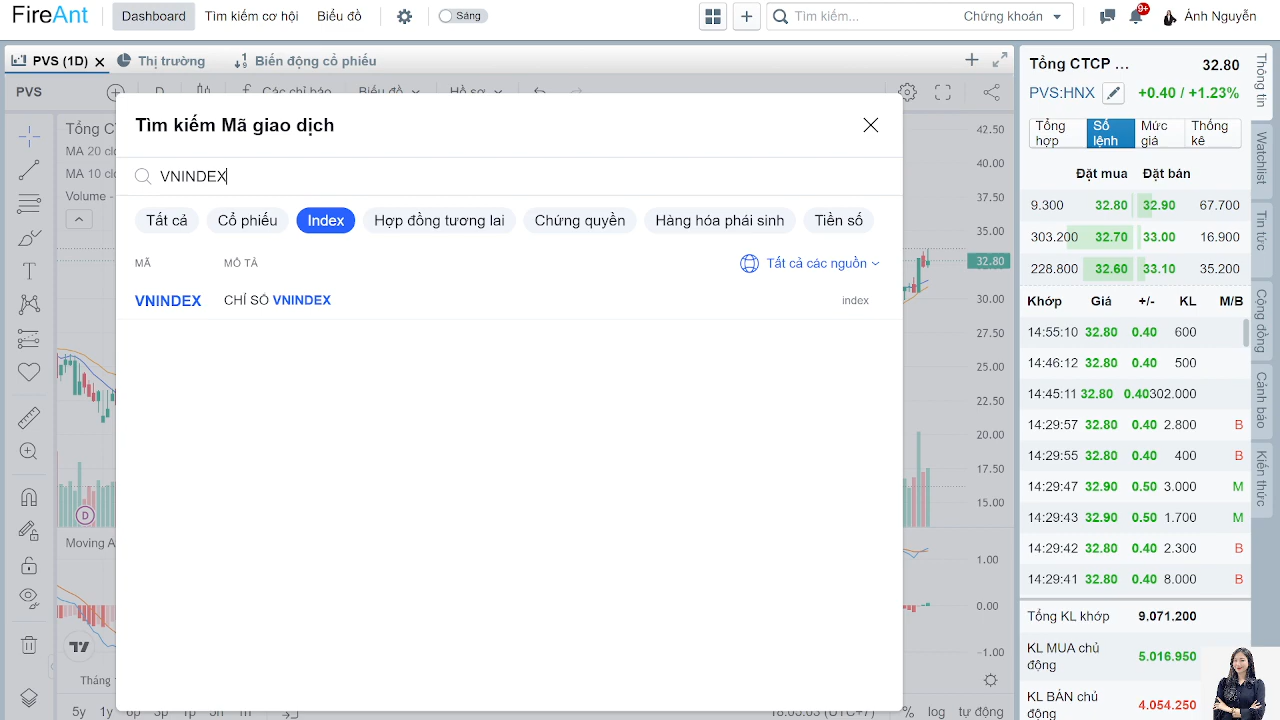 FireAnt
Dashboard
Tìm kiếm cơ hội
Biểu đồ
Sáng
Tìm kiếm...
Chứng khoán
9+
Ánh Nguyễn
PVS (1D)
Thị trường
Biến động cổ phiếu
PVS
D
Các chỉ báo
Biểu đồ
Hồ sơ
Tìm kiếm Mã giao dịch
VNINDEX
Tất cả
Cổ phiếu
Index
Hợp đồng tương lai
Chứng quyền
Hàng hóa phái sinh
Tiền số
MÃ
MÔ TẢ
Tất cả các nguồn
VNINDEX
CHỈ SỐ VNINDEX
index
Tổng C
MA 20 clo
MA 10 clo
Volume -
D
Moving A
Tháng
5y 1y
% log tự động
42.50
40.00
37.50
35.00
32.80
30.00
27.50
25.00
22.50
20.00
17.50
15.00
1.00
0.00
-1.00
Tổng CTCP ...
32.80
PVS:HNX
+0.40 / +1.23%
Tổng hợp
Sổ lệnh
Mức giá
Thống kê
Đặt mua Đặt bán
9.300 32.80 32.90 67.700
303.200 32.70 33.00 16.900
228.800 32.60 33.10 35.200
Khớp Giá +/- KL M/B
14:55:10 32.80 0.40 600
14:46:12 32.80 0.40 500
14:45:11 32.80 0.40 302.000
14:29:57 32.80 0.40 2.800 B
14:29:55 32.80 0.40 400 B
14:29:47 32.90 0.50 3.000 M
14:29:43 32.90 0.50 1.700 M
14:29:42 32.80 0.40 2.300 B
14:29:41 32.80 0.40 8.000 B
Tổng KL khớp 9.071.200
KL MUA chủ động 5.016.950
KL BÁN chủ động 4.054.250
Thông tin
Watchlist
Tin tức
Cộng đồng
Cảnh báo
Kiến thức